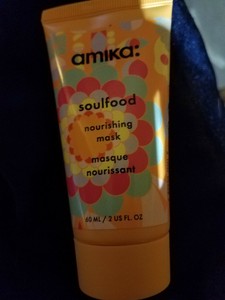 amika:
soulfood
nourishing
mask
masque
nourissant
60 ML / 2 US FL. OZ